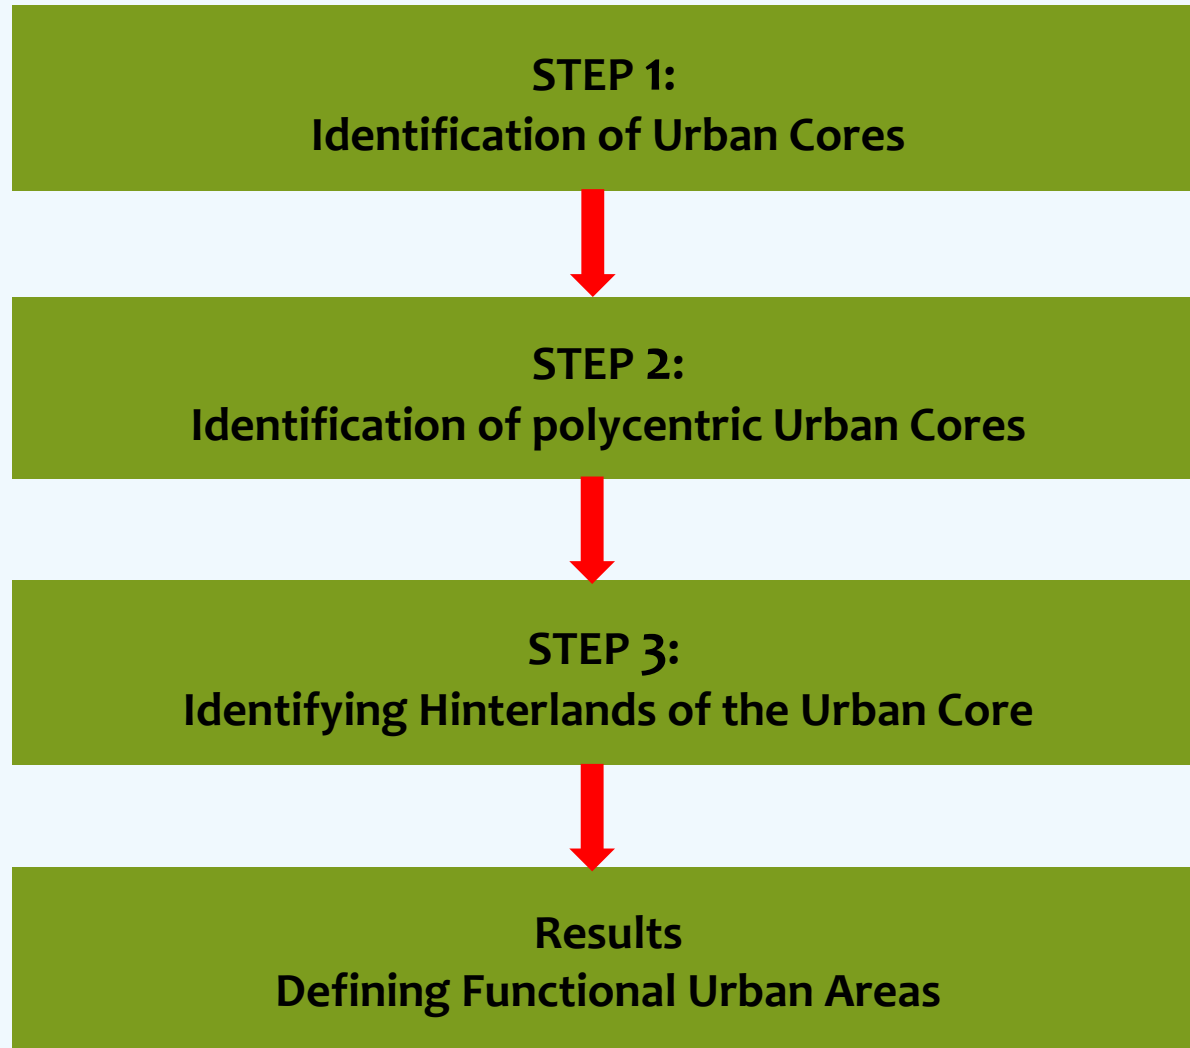 STEP 1:
Identification of Urban Cores
STEP 2:
Identification of polycentric Urban Cores
STEP 3:
Identifying Hinterlands of the Urban Core
Results
Defining Functional Urban Areas